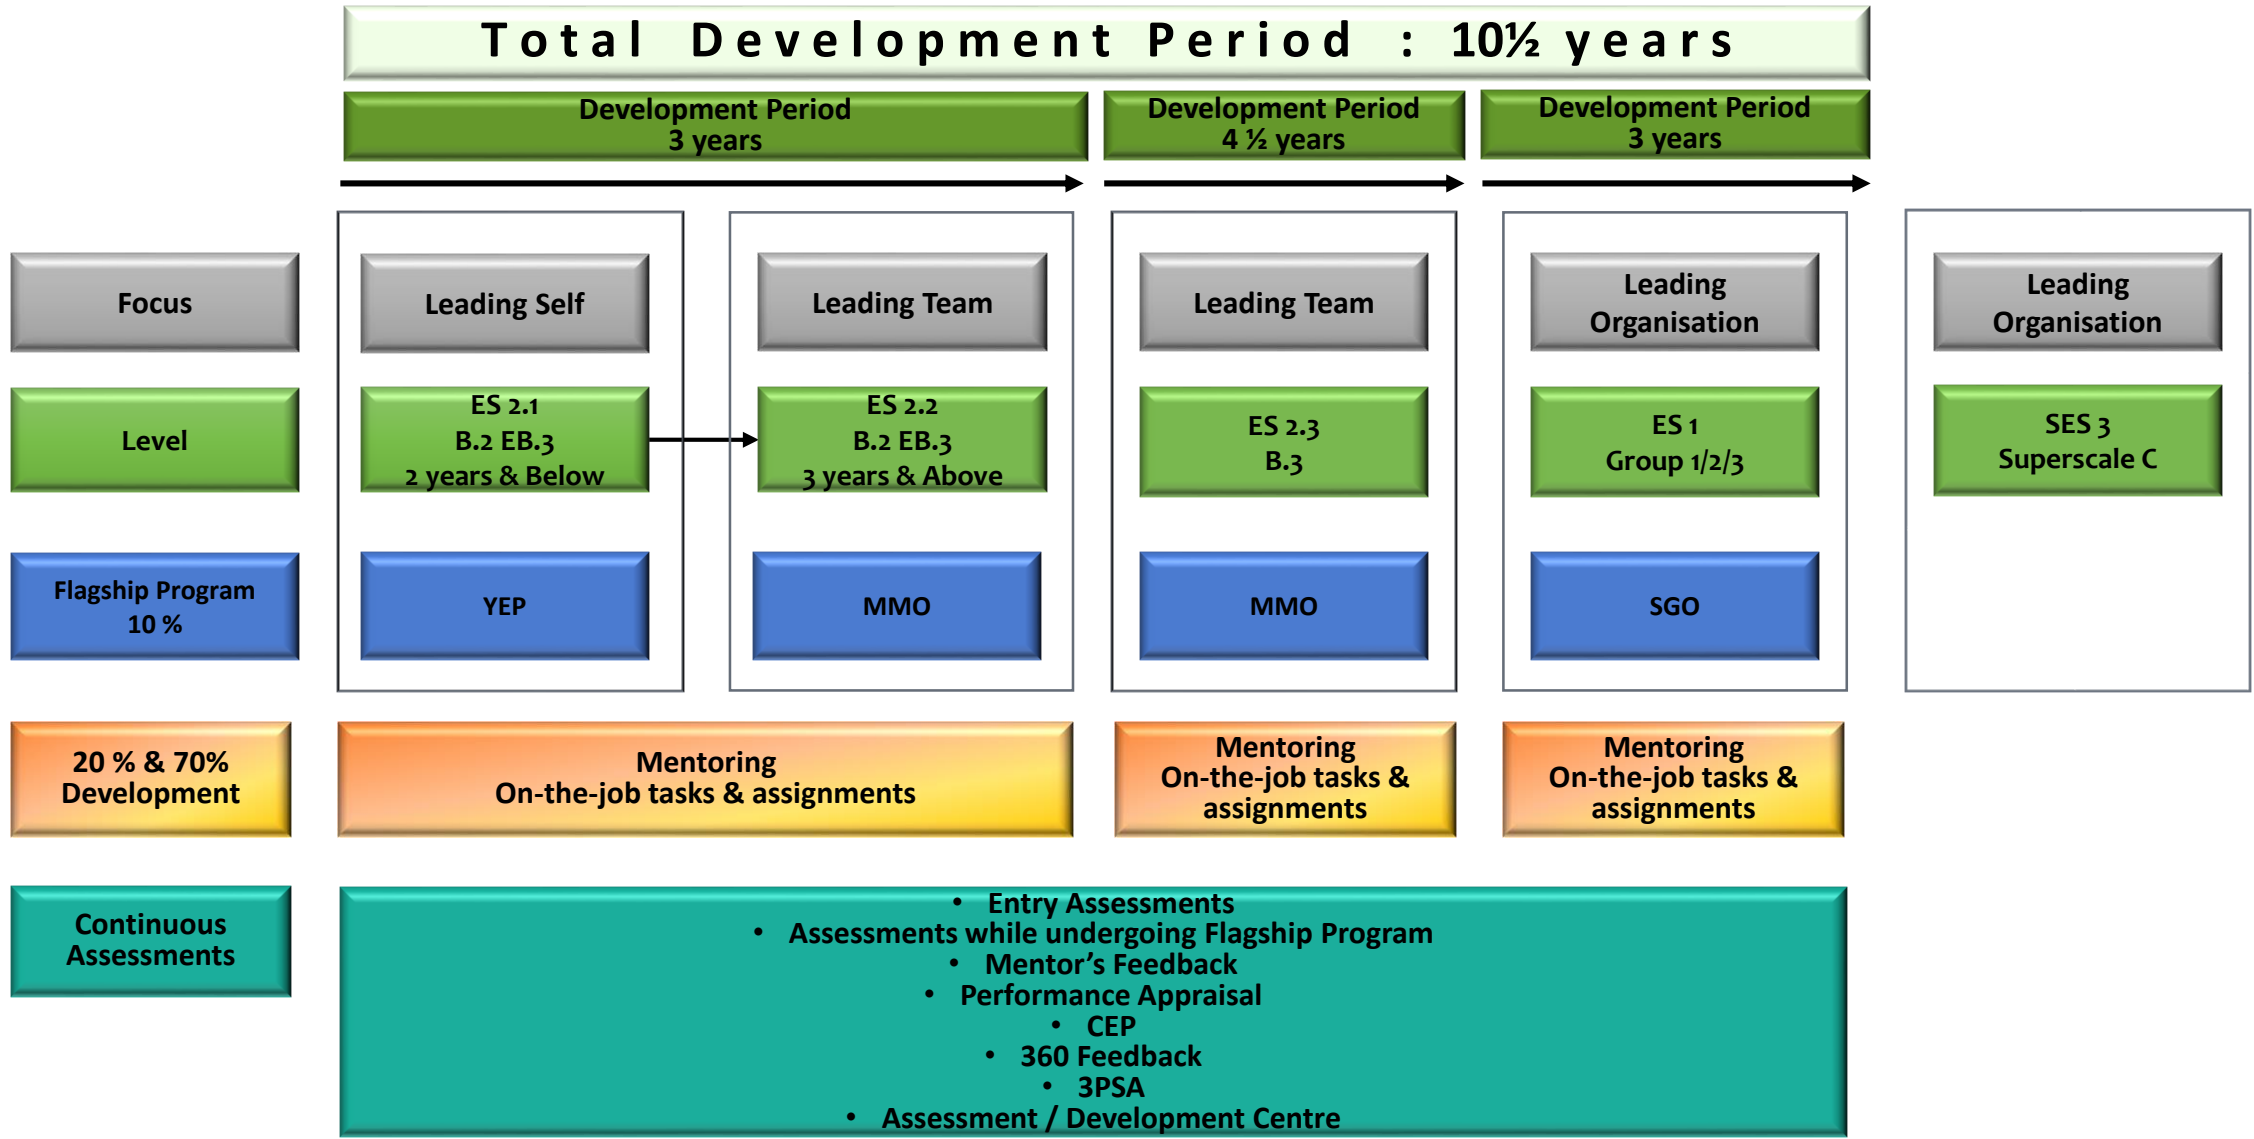 Total Development Period : 10½ years
Development Period
3 years
Development Period
4 ½ years
Development Period
3 years
Focus
Leading Self
Leading Team
Leading Team
Leading
Organisation
Leading
Organisation
Level
ES 2.1
B.2 EB.3
2 years & Below
ES 2.2
B.2 EB.3
3 years & Above
ES 2.3
B.3
ES 1
Group 1/2/3
SES 3
Superscale C
Flagship Program
10 %
YEP
MMO
MMO
SGO
20 % & 70%
Development
Mentoring
On-the-job tasks & assignments
Mentoring
On-the-job tasks &
assignments
Mentoring
On-the-job tasks &
assignments
Continuous
Assessments
• Entry Assessments
• Assessments while undergoing Flagship Program
• Mentor’s Feedback
• Performance Appraisal
• CEP
• 360 Feedback
• 3PSA
• Assessment / Development Centre